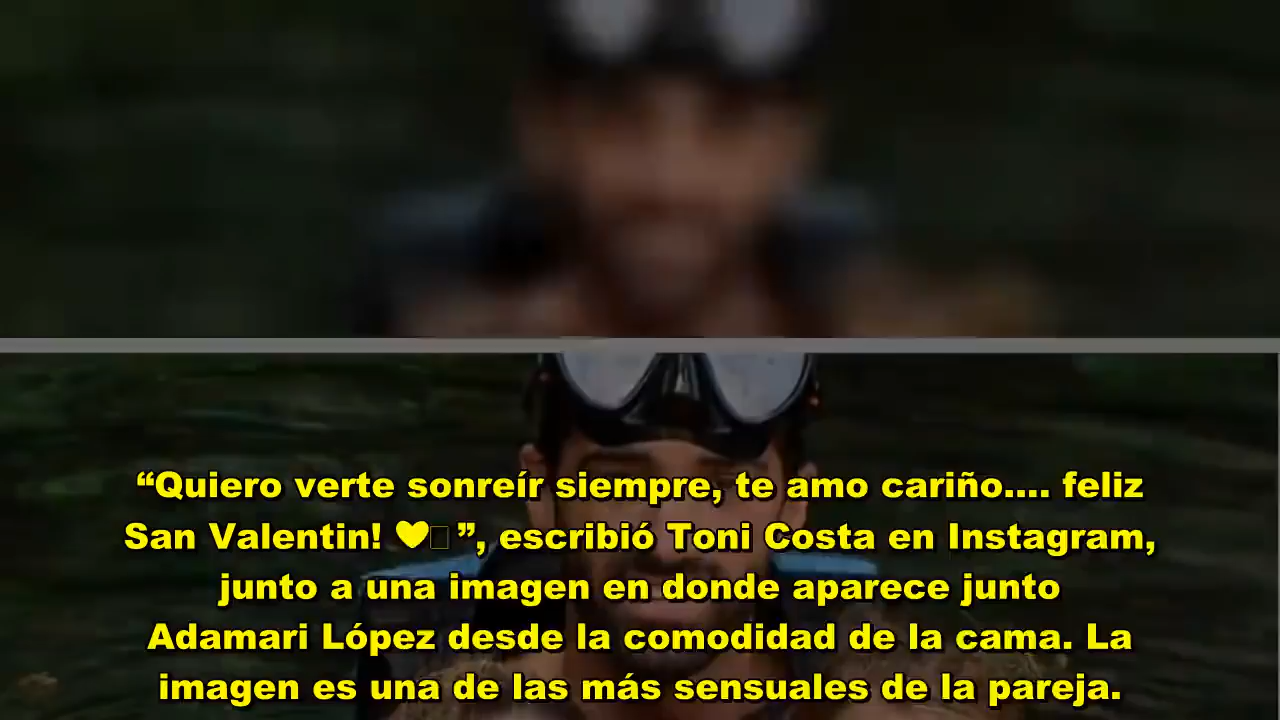 “Quiero verte sonreír siempre, te amo cariño.... feliz
San Valentin! ♥□”, escribió Toni Costa en Instagram,
junto a una imagen en donde aparece junto
Adamari López desde la comodidad de la cama. La
imagen es una de las más sensuales de la pareja.